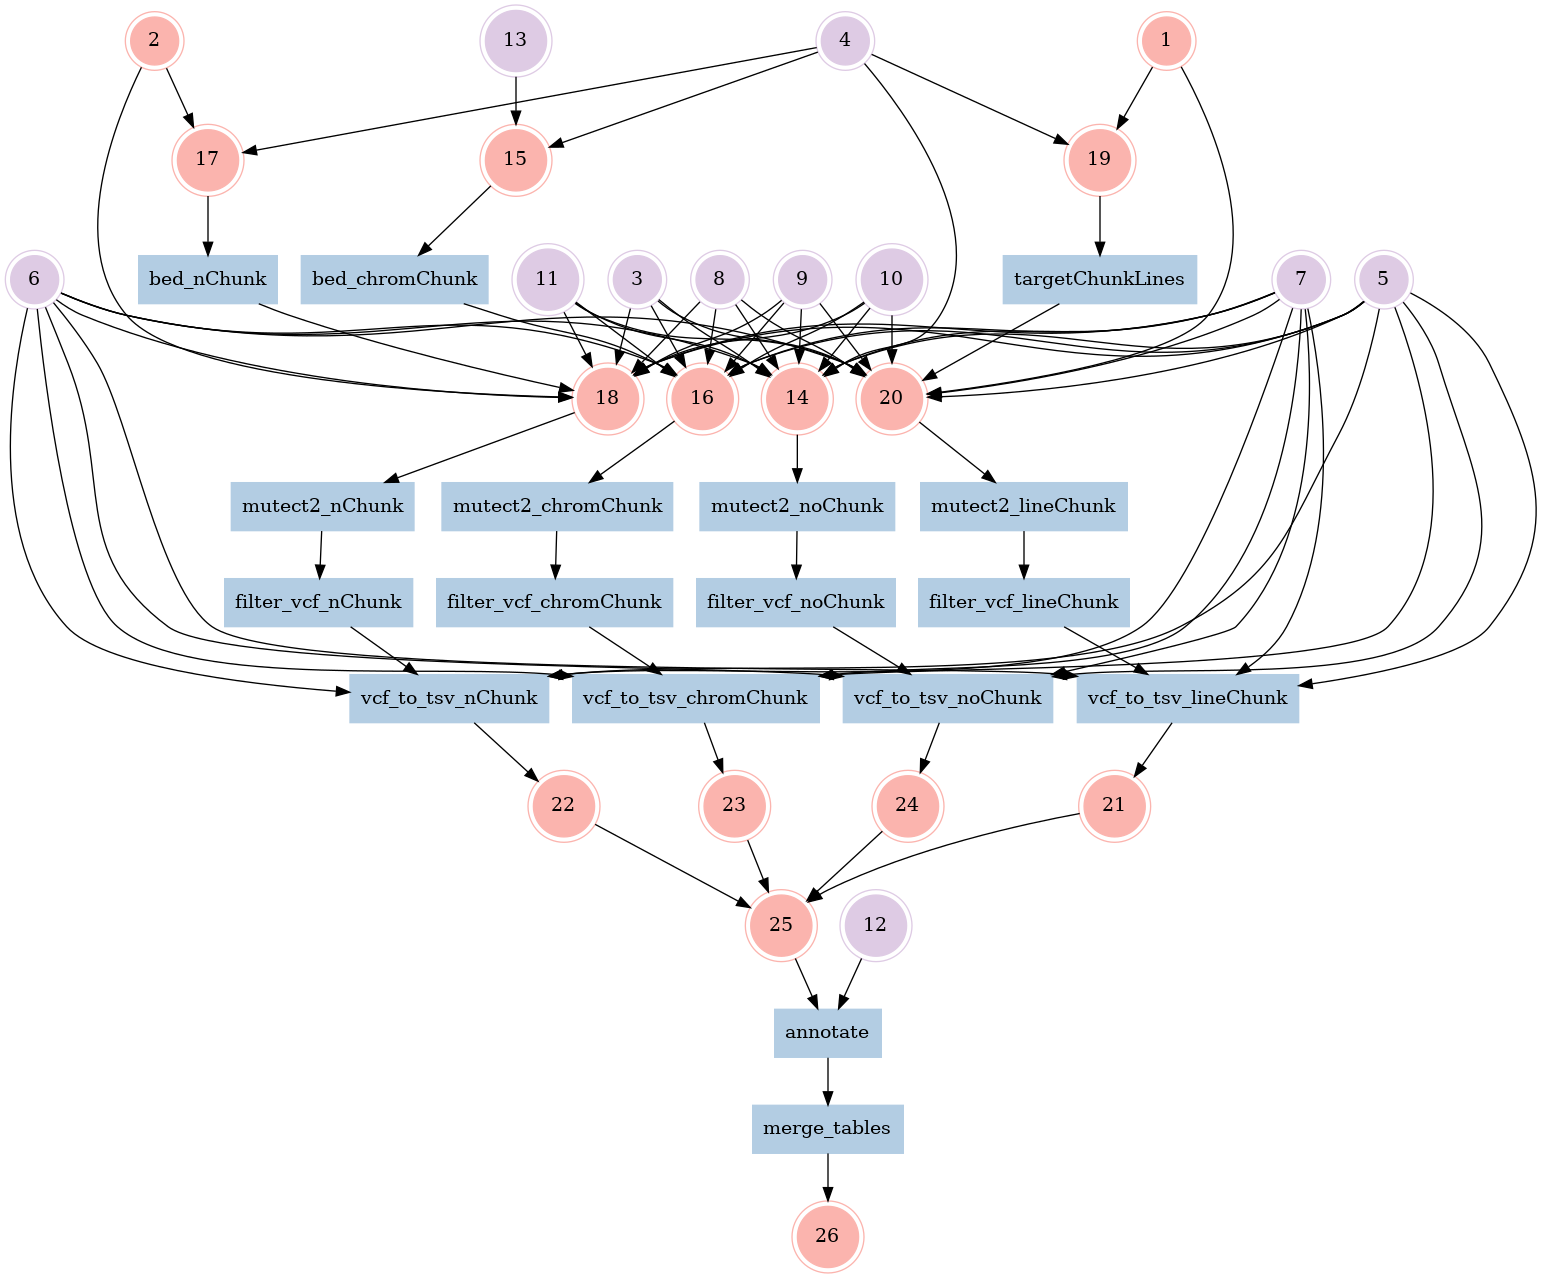 2
13
4
1
17
15
19
6
bed_nChunk
bed_chromChunk
11
3
8
9
10
targetChunkLines
7
5
18
16
14
20
mutect2_nChunk
mutect2_chromChunk
mutect2_noChunk
mutect2_lineChunk
filter_vcf_nChunk
filter_vcf_chromChunk
filter_vcf_noChunk
filter_vcf_lineChunk
vcf_to_tsv_nChunk
vcf_to_tsv_chromChunk
vcf_to_tsv_noChunk
vcf_to_tsv_lineChunk
22
23
24
21
25
12
annotate
merge_tables
26